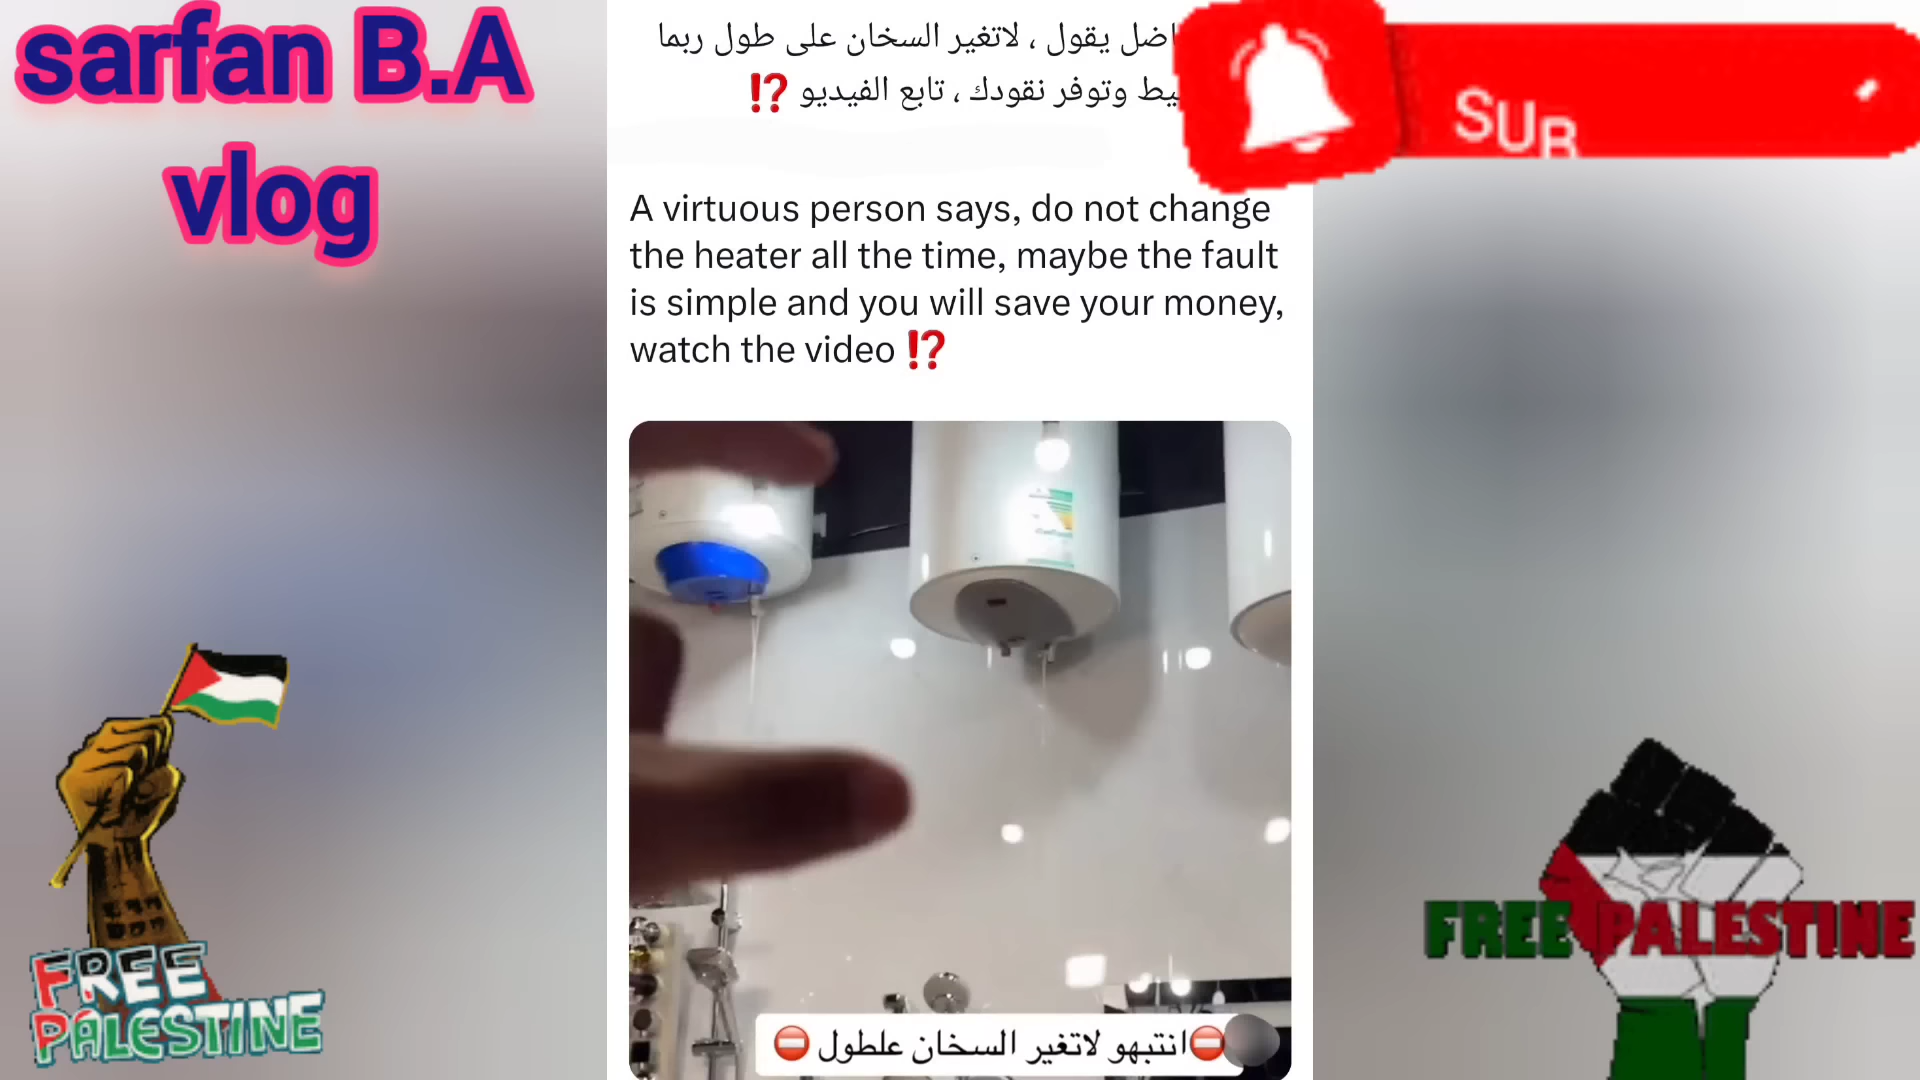 sarfan B.A
vlog
يقول ، لاتغير السخان على طول ربما
وتوفر نقودك ، تابع الفيديو ⁉️
SUB
A virtuous person says, do not change
the heater all the time, maybe the fault
is simple and you will save your money,
watch the video ⁉️
FREE
PALESTINE
FREE PALESTINE
⛔انتبهو لاتغير السخان علطول⛔